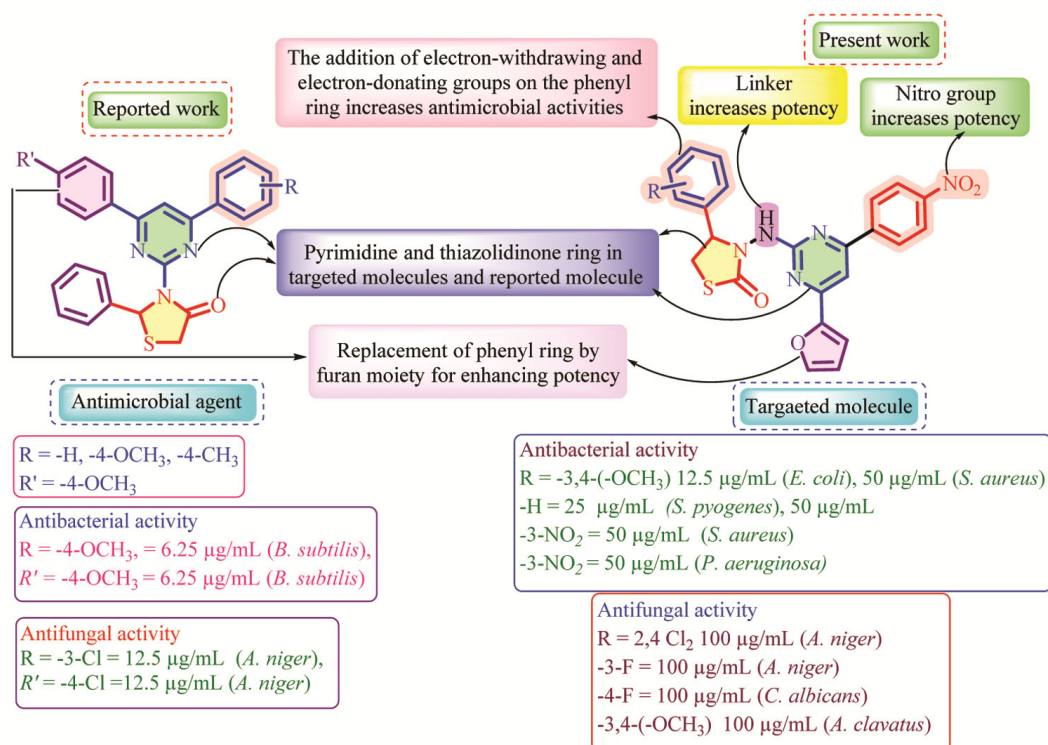 Present work
The addition of electron-withdrawing and
electron-donating groups on the phenyl
ring increases antimicrobial activities
Linker
increases potency
Nitro group
increases potency
Reported work
R'
R
N
N
N
O
S
Pyrimidine and thiazolidinone ring in
targeted molecules and reported molecule
R
H
N
N
S
O
N
N
NO₂
O
Replacement of phenyl ring by
furan moiety for enhancing potency
Antimicrobial agent
R = -H, -4-OCH₃, -4-CH₃
R' = -4-OCH₃
Antibacterial activity
R = -4-OCH₃, = 6.25 µg/mL (B. subtilis),
R' = -4-OCH₃ = 6.25 µg/mL (B. subtilis)
Antifungal activity
R = -3-Cl = 12.5 µg/mL (A. niger),
R' = -4-Cl =12.5 µg/mL (A. niger)
Targaeted molecule
Antibacterial activity
R = -3,4-(-OCH₃) 12.5 µg/mL (E. coli), 50 µg/mL (S. aureus)
-H = 25 µg/mL (S. pyogenes), 50 µg/mL
-3-NO₂ = 50 µg/mL (S. aureus)
-3-NO₂ = 50 µg/mL (P. aeruginosa)
Antifungal activity
R = 2,4 Cl₂ 100 µg/mL (A. niger)
-3-F = 100 µg/mL (A. niger)
-4-F = 100 µg/mL (C. albicans)
-3,4-(-OCH₃) 100 µg/mL (A. clavatus)